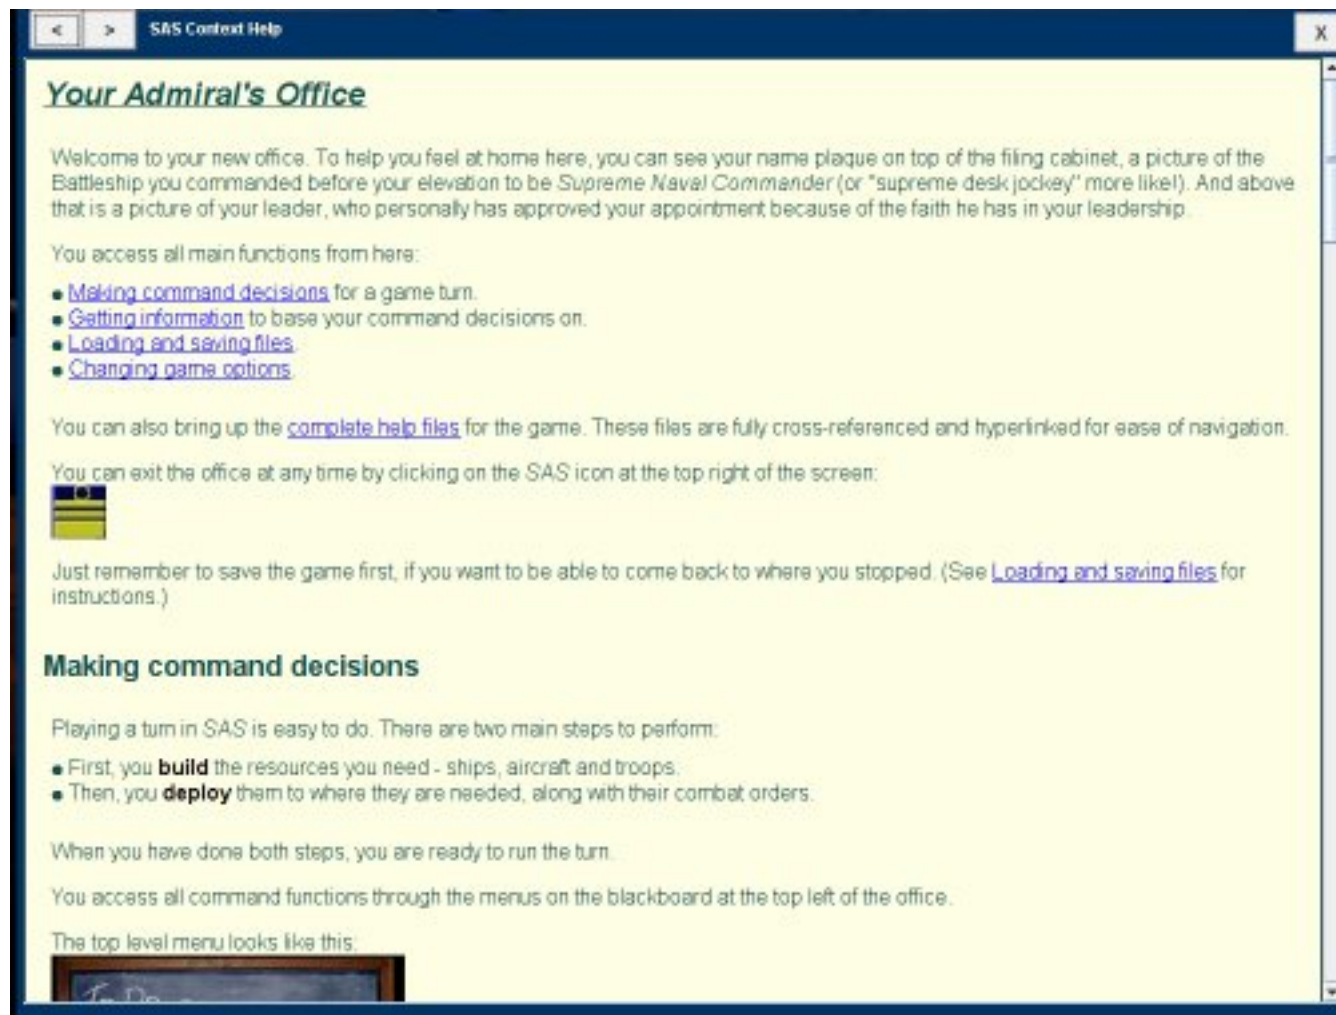 < > SAS Context Help X
Your Admiral's Office
Welcome to your new office. To help you feel at home here, you can see your name plaque on top of the filing cabinet, a picture of the
Battleship you commanded before your elevation to be Supreme Naval Commander (or "supreme desk jockey" more like!). And above
that is a picture of your leader, who personally has approved your appointment because of the faith he has in your leadership.
You access all main functions from here:
• Making command decisions for a game turn.
• Getting information to base your command decisions on.
• Loading and saving files.
• Changing game options.
You can also bring up the complete help files for the game. These files are fully cross-referenced and hyperlinked for ease of navigation.
You can exit the office at any time by clicking on the SAS icon at the top right of the screen:
Just remember to save the game first, if you want to be able to come back to where you stopped. (See Loading and saving files for
instructions.)
Making command decisions
Playing a turn in SAS is easy to do. There are two main steps to perform:
• First, you build the resources you need - ships, aircraft and troops.
• Then, you deploy them to where they are needed, along with their combat orders.
When you have done both steps, you are ready to run the turn.
You access all command functions through the menus on the blackboard at the top left of the office.
The top level menu looks like this:
To Do